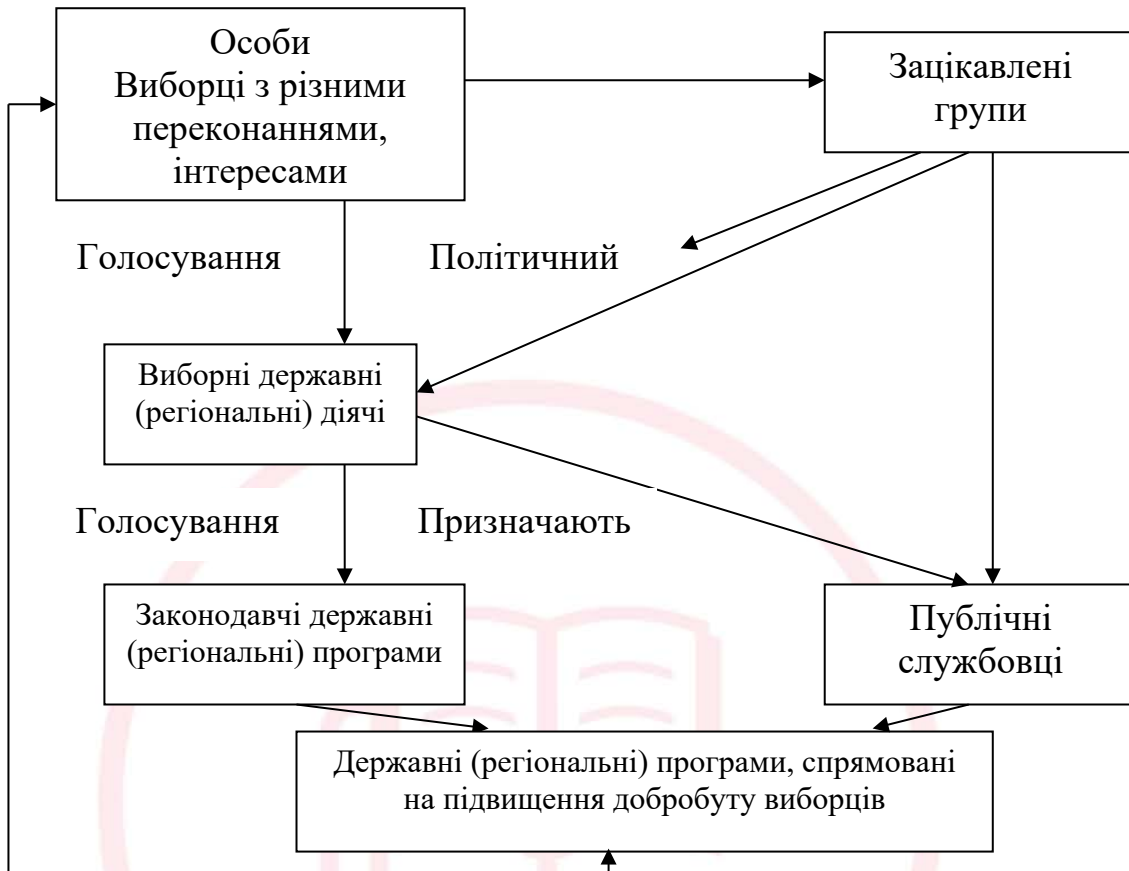 Особи
Виборці з різними
переконаннями,
інтересами
Зацікавлені
групи
Голосування
Політичний
Виборні державні
(регіональні) діячі
Голосування
Призначають
Законодавчі державні
(регіональні) програми
Публічні
службовці
Державні (регіональні) програми, спрямовані
на підвищення добробуту виборців